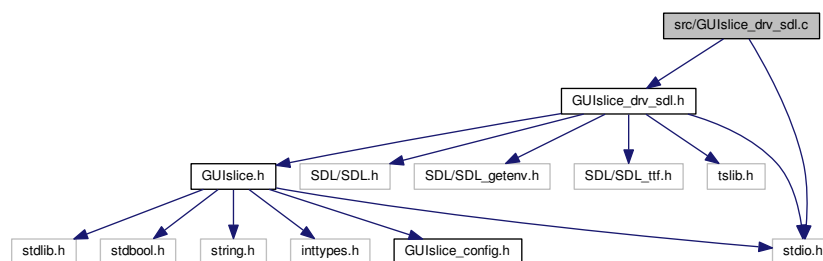 src/GUIslice_drv_sdl.c
GUIslice_drv_sdl.h
GUIslice.h
SDL/SDL.h
SDL/SDL_getenv.h
SDL/SDL_ttf.h
tslib.h
stdlib.h
stdbool.h
string.h
inttypes.h
GUIslice_config.h
stdio.h